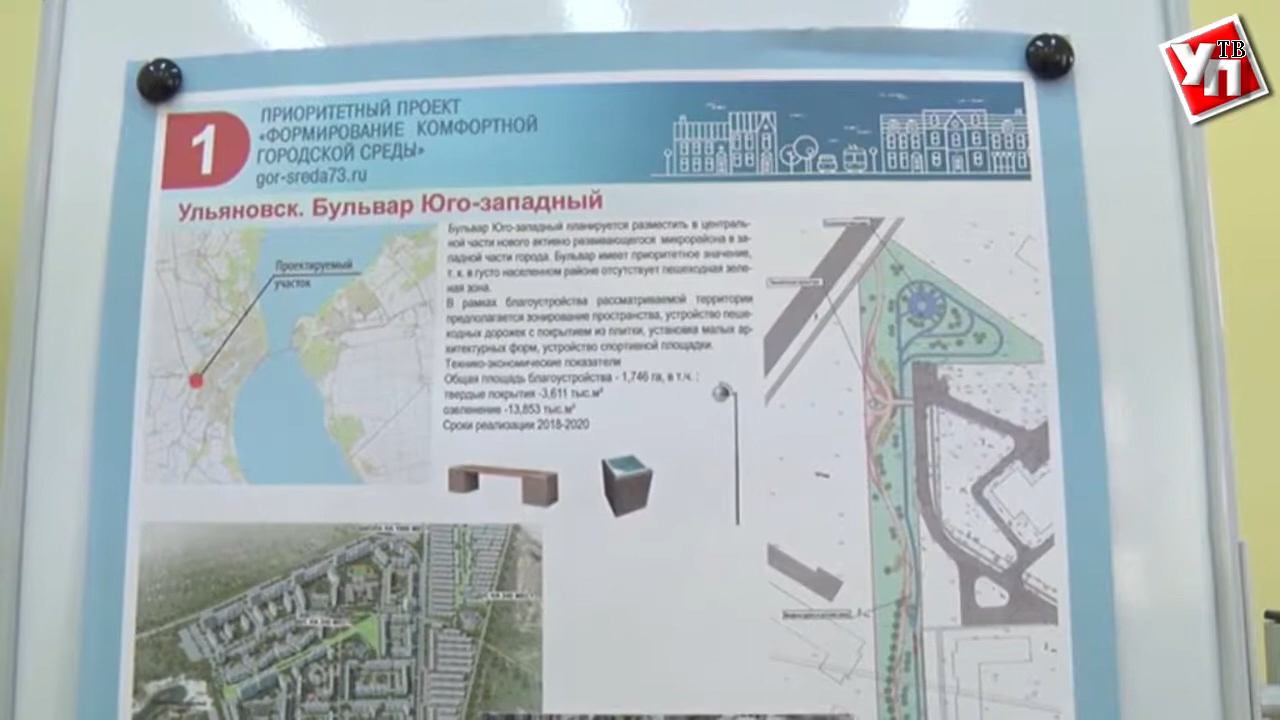 УП ТВ
1
ПРИОРИТЕТНЫЙ ПРОЕКТ
«ФОРМИРОВАНИЕ КОМФОРТНОЙ
ГОРОДСКОЙ СРЕДЫ»
gor-sreda73.ru
Ульяновск. Бульвар Юго-западный
Проектируемый
участок
Бульвар Юго-западный планируется разместить в централь-
ной части нового активно развивающегося микрорайона в за-
падной части города. Бульвар имеет приоритетное значение,
т. к. в густо населенном районе отсутствует пешеходная зеле-
ная зона.
В рамках благоустройства рассматриваемой территории
предполагается зонирование пространства, устройство пеше-
ходных дорожек с покрытием из плитки, установка малых ар-
хитектурных форм, устройство спортивной площадки.
Технико-экономические показатели
Общая площадь благоустройства - 1,746 га, в т.ч. :
твердые покрытия -3,611 тыс.м²
озеленение -13,853 тыс.м²
Сроки реализации 2018-2020